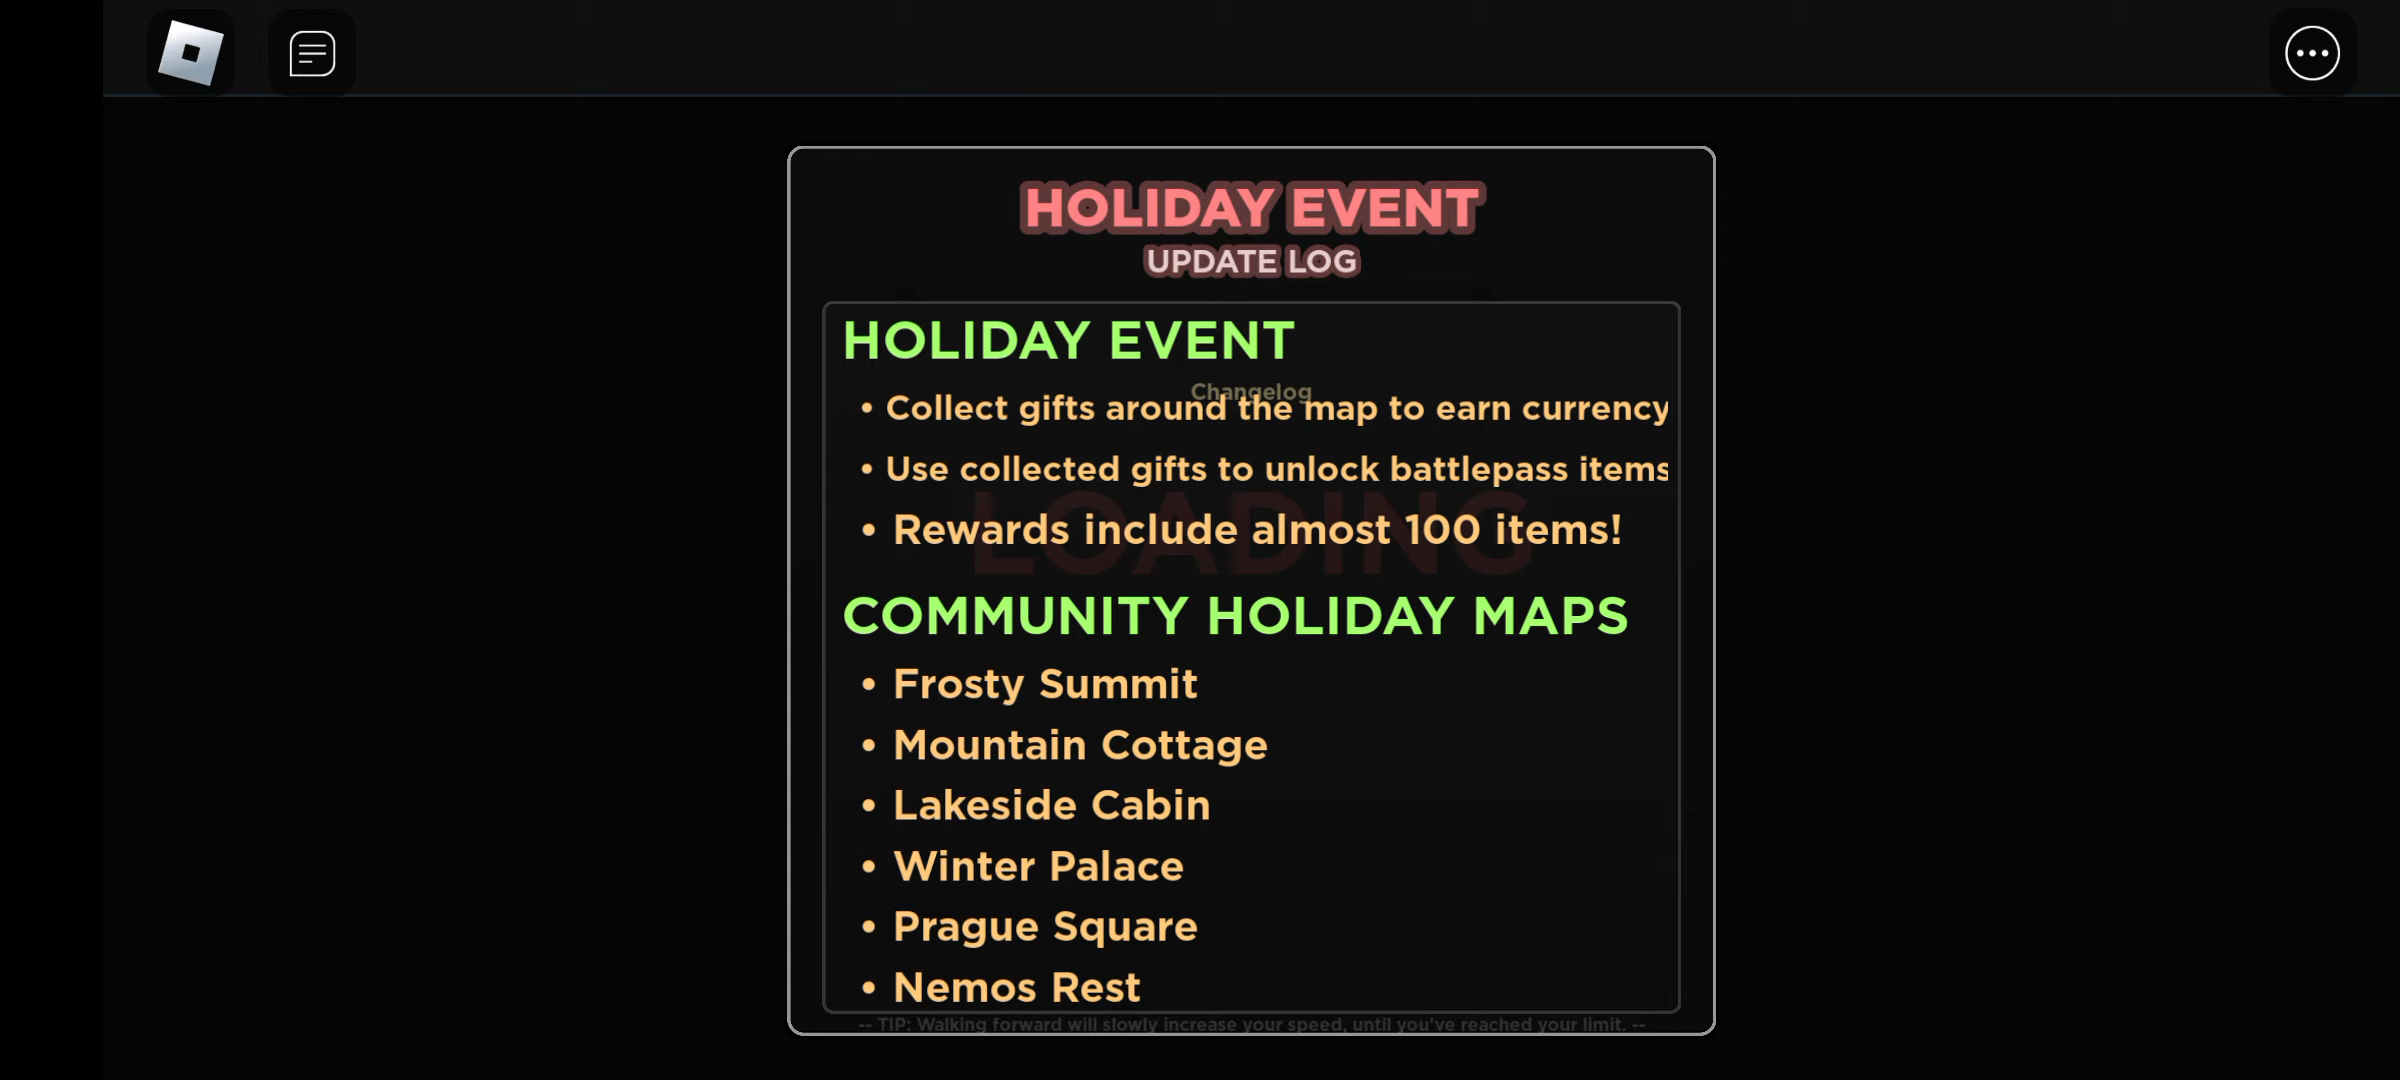 HOLIDAY EVENT
UPDATE LOG
HOLIDAY EVENT
Changelog
• Collect gifts around the map to earn currency
• Use collected gifts to unlock battlepass items
LOADING
• Rewards include almost 100 items!
COMMUNITY HOLIDAY MAPS
• Frosty Summit
• Mountain Cottage
• Lakeside Cabin
• Winter Palace
• Prague Square
• Nemos Rest
-- TIP: Walking forward will slowly increase your speed, until you've reached your limit. --